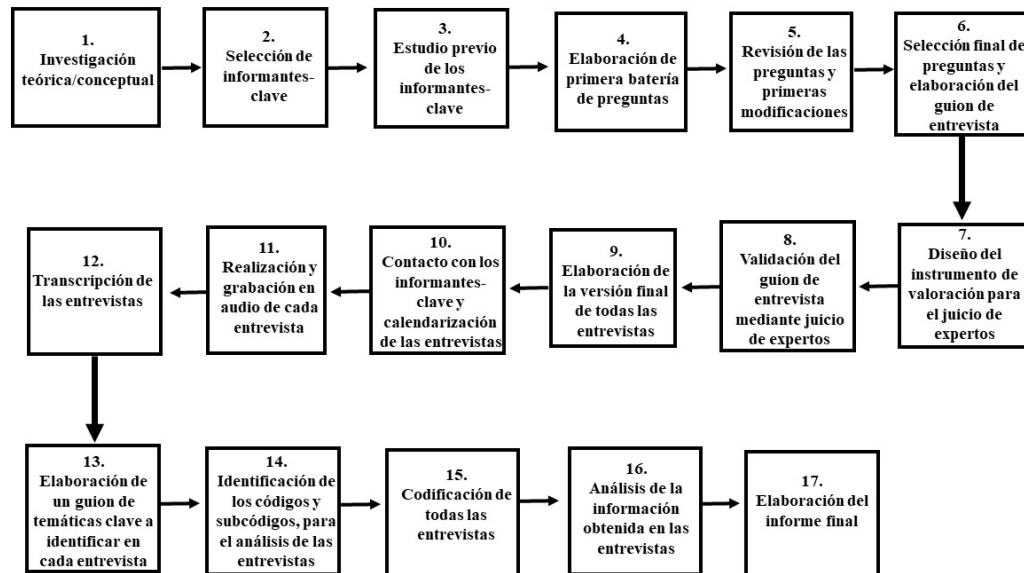 1.
Investigación
teórica/conceptual
2.
Selección de
informantes-
clave
3.
Estudio previo
de los
informantes-
clave
4.
Elaboración de
primera batería
de preguntas
5.
Revisión de las
preguntas y
primeras
modificaciones
6.
Selección final de
preguntas y
elaboración del
guion de
entrevista
7.
Diseño del
instrumento de
valoración para
el juicio de
expertos
8.
Validación del
guion de
entrevista
mediante juicio
de expertos
9.
Elaboración de
la versión final
de todas las
entrevistas
10.
Contacto con los
informantes-
clave y
calendarización
de las entrevistas
11.
Realización y
grabación en
audio de cada
entrevista
12.
Transcripción de
las entrevistas
13.
Elaboración de
un guion de
temáticas clave a
identificar en
cada entrevista
14.
Identificación de
los códigos y
subcódigos, para
el análisis de las
entrevistas
15.
Codificación de
todas las
entrevistas
16.
Análisis de la
información
obtenida en las
entrevistas
17.
Elaboración del
informe final